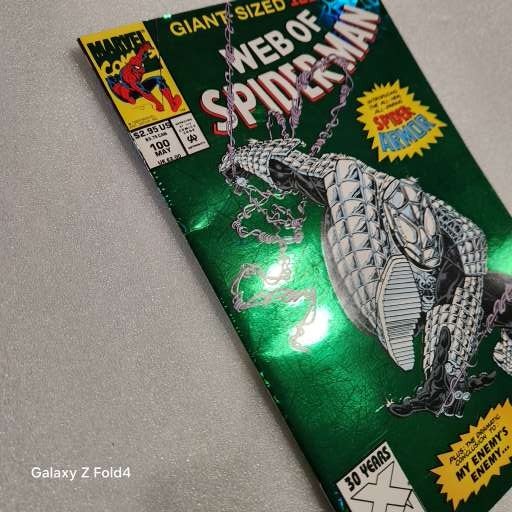 GIANT-SIZED
MARVEL
COMICS
WEB OF
SPIDER-MAN
$2.95 US
100
MAY
INTRODUCING
THE ALL-NEW,
SPIDER
ARMOR
PLUS: THE DRAMATIC
CONCLUSION TO
MY ENEMY'S
ENEMY...
30 YEARS
X
Galaxy Z Fold4